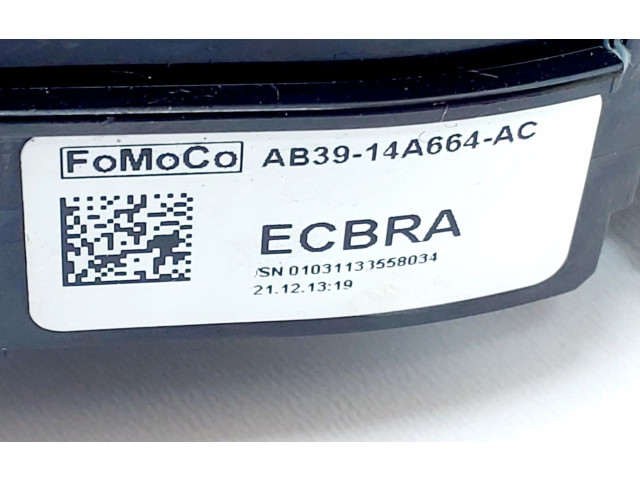 FoMoCo AB39-14A664-AC
ECBRA
/SN 01031133558034
21.12.13:19